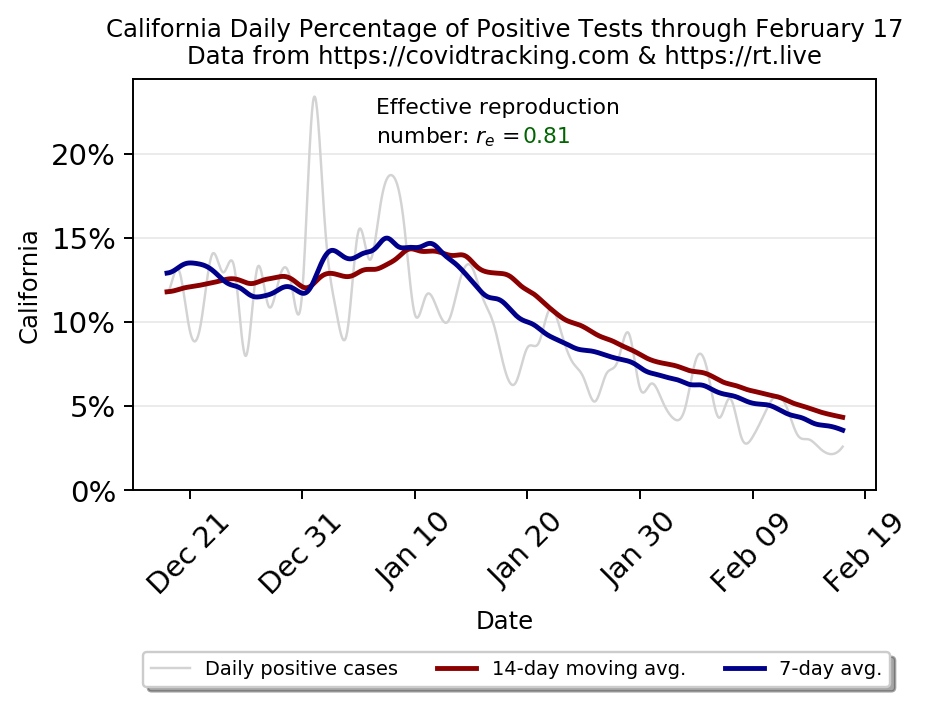 California Daily Percentage of Positive Tests through February 17
Data from https://covidtracking.com & https://rt.live
Effective reproduction
number: rₑ =0.81
20%
15%
10%
5%
0%
California
Dec 21
Dec 31
Jan 10
Jan 20
Jan 30
Feb 09
Feb 19
Date
Daily positive cases
14-day moving avg.
7-day avg.